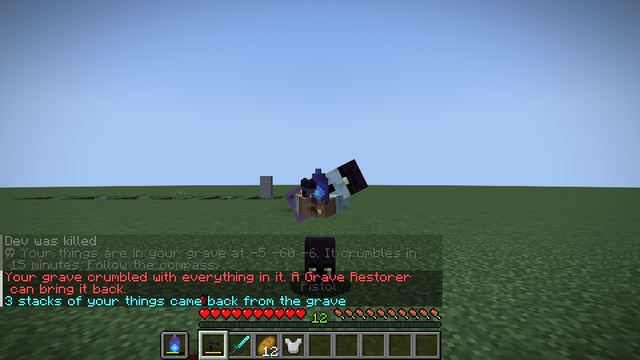 Dev was killed
Your things are in your grave at -5 -60 -6. It crumbles in
15 minutes. Follow the compass.
Your grave crumbled with everything in it. A Grave Restorer
can bring it back.
3 stacks of your things came back from the grave
Pistol
12
12